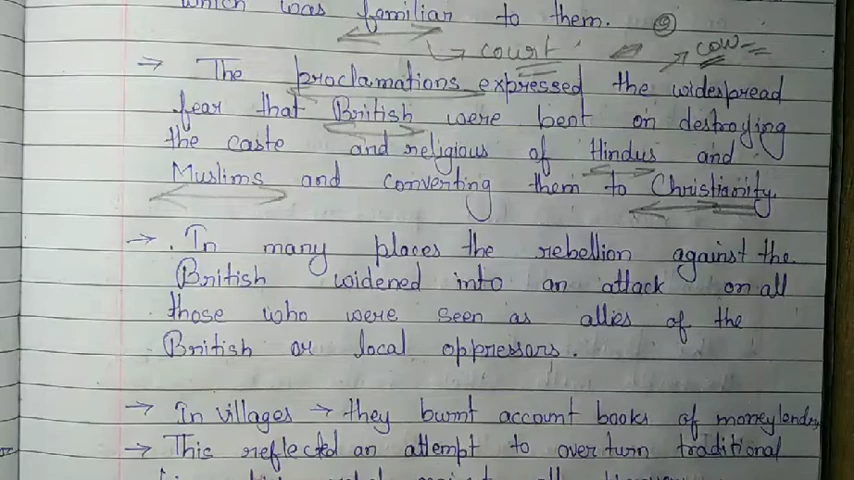 which was familiar to them. 9
→ court → cow
→ The proclamations expressed the widespread
fear that British were bent on destroying
the caste and religious of Hindus and
Muslims and converting them to Christianity.
→ . In many places the rebellion against the
British widened into an attack on all
those who were seen as allies of the
British or local oppressors.
→ In villages → they burnt account books of moneylenders
→ This reflected an attempt to overturn traditional